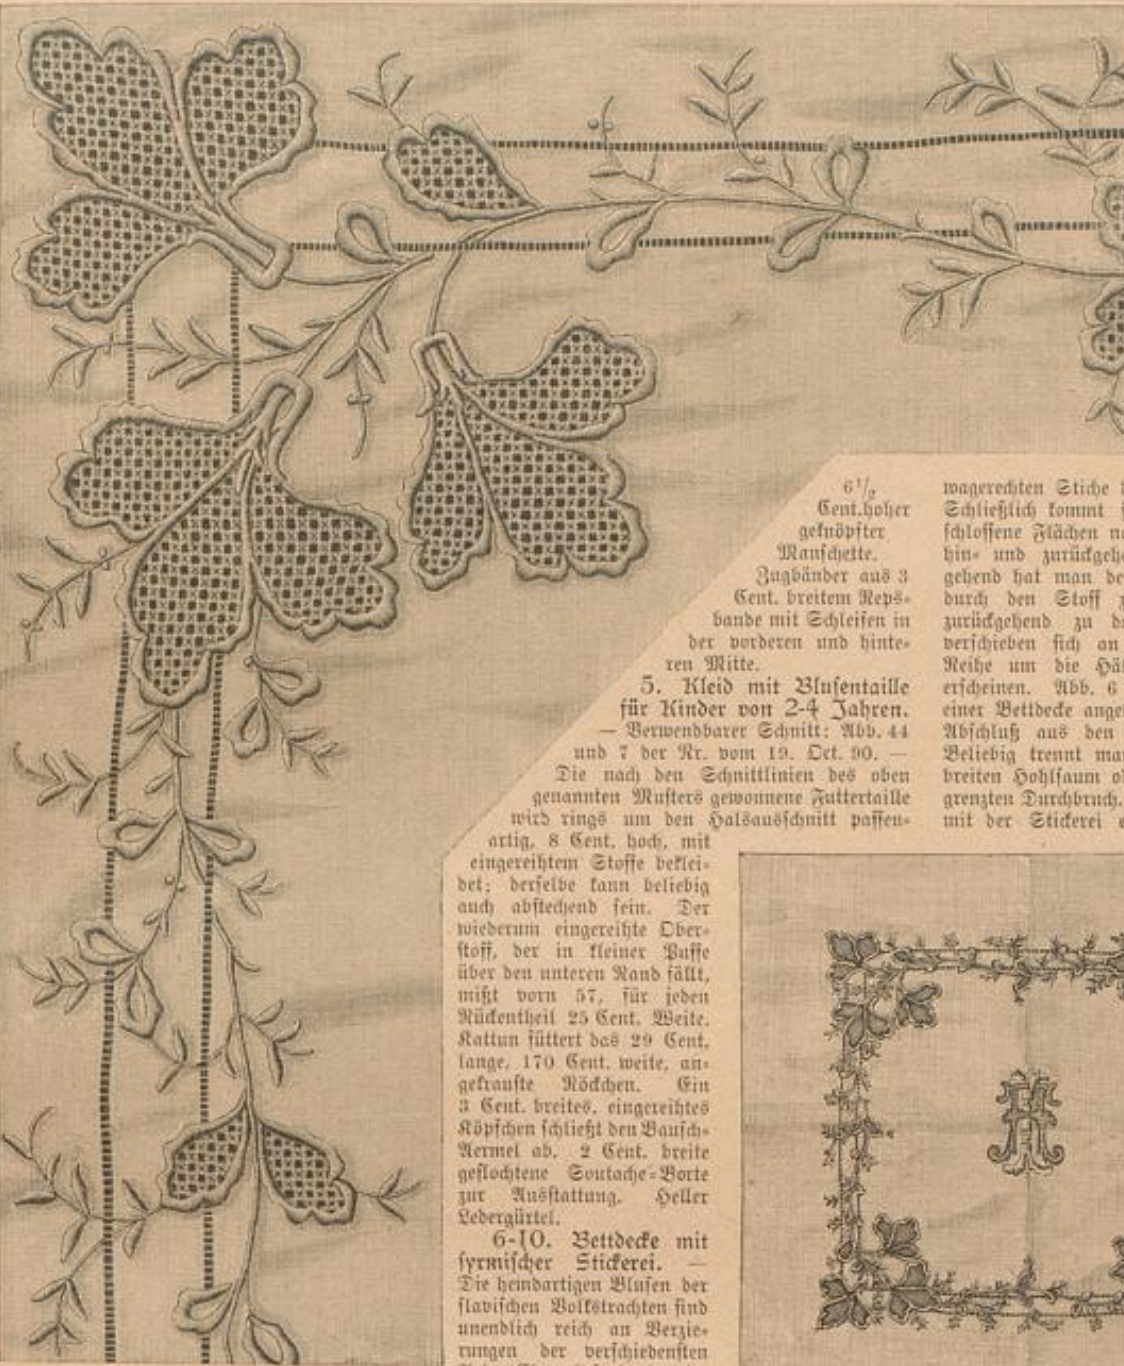 6½
Cent. hoher
geknöpfter
Manschette.
Zugbänder aus 3
Cent. breitem Reps-
bande mit Schleifen in
der vorderen und hinte-
ren Mitte.
5. Kleid mit Blusentaille
für Kinder von 2-4 Jahren.
— Verwendbarer Schnitt: Abb. 44
und 7 der Nr. vom 19. Oct. 90. —
Die nach den Schnittlinien des oben
genannten Musters gewonnene Futtertaille
wird rings um den Halsausschnitt passen-
artig, 8 Cent. hoch, mit
eingereihtem Stoffe beklei-
det; derselbe kann beliebig
auch abstechend sein. Der
wiederum eingereihte Ober-
stoff, der in kleiner Puffe
über den unteren Rand fällt,
mißt vorn 57, für jeden
Rückentheil 25 Cent. Weite.
Kattun füttert das 29 Cent.
lange, 170 Cent. weite, an-
gekrauste Röckchen. Ein
3 Cent. breites, eingereihtes
Köpfchen schließt den Bausch-
Aermel ab. 2 Cent. breite
geflochtene Soutache-Borte
zur Ausstattung. Heller
Ledergürtel.
6-10. Bettdecke mit
syrmischer Stickerei. —
Die hemdartigen Blusen der
slavischen Volkstrachten sind
unendlich reich an Verzie-
rungen der verschiedensten
wagerechten Stiche
Schließlich kommt
schlossene Flächen
hin- und zurückgeh
gehend hat man
durch den Stoff
zurückgehend zu
verschieben sich an
Reihe um die
erscheinen. Abb. 6
einer Bettdecke ange
Abschluß aus den
Beliebig trennt
breiten Hohlsaum
grenzten Durchbruch.
mit der Stickerei